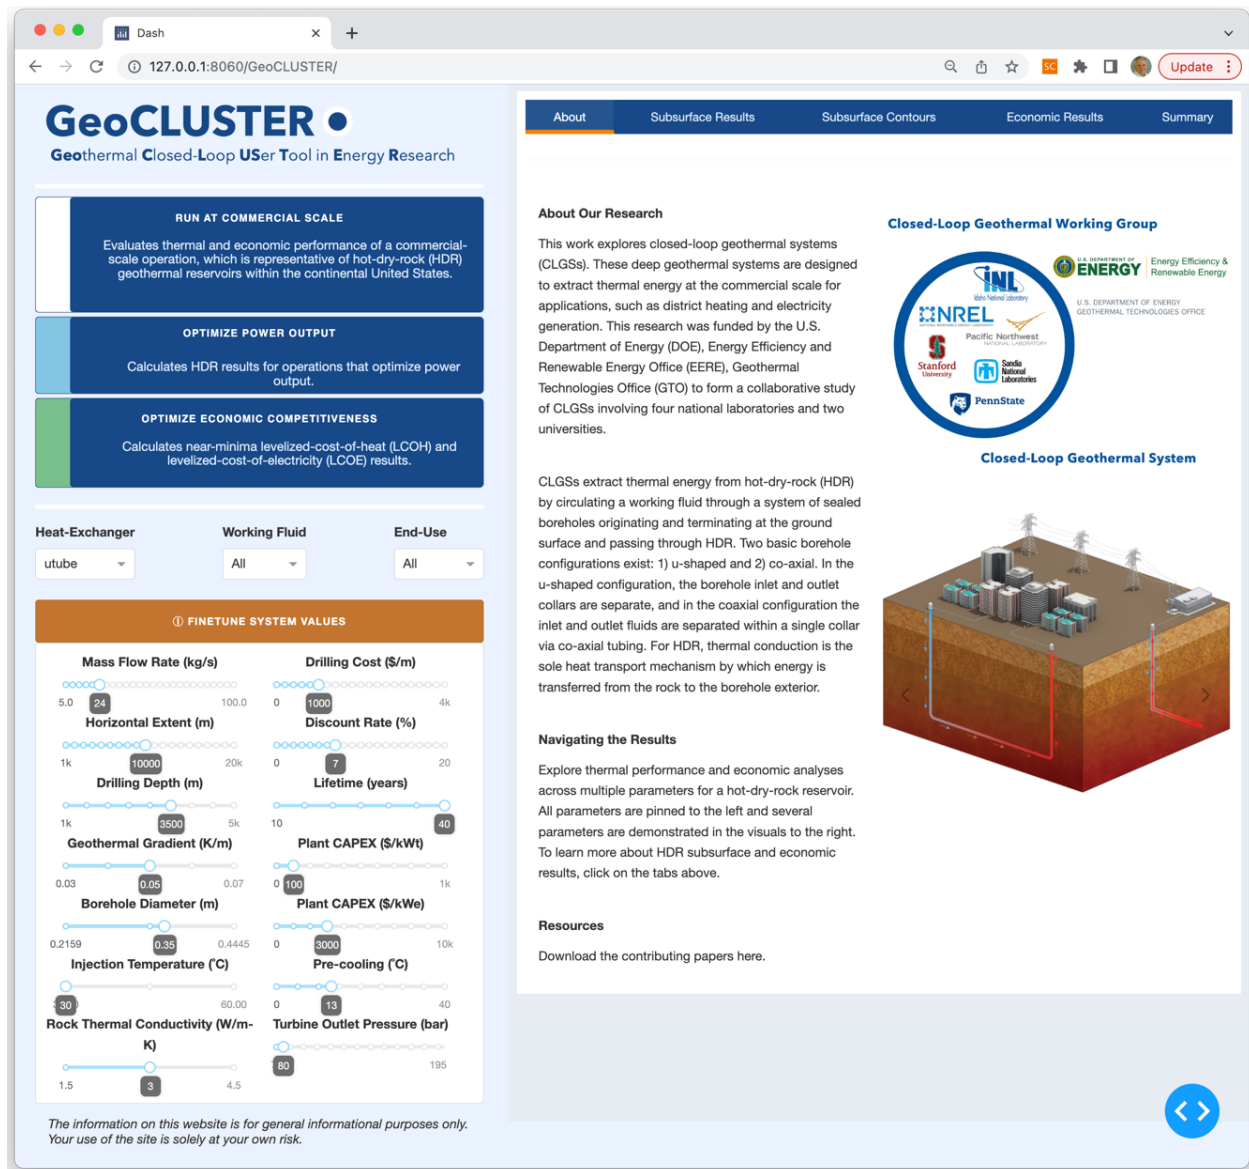 Dash
127.0.0.1:8060/GeoCLUSTER/
SC
Update
GeoCLUSTER
Geothermal Closed-Loop USer Tool in Energy Research
RUN AT COMMERCIAL SCALE
Evaluates thermal and economic performance of a commercial-
scale operation, which is representative of hot-dry-rock (HDR)
geothermal reservoirs within the continental United States.
OPTIMIZE POWER OUTPUT
Calculates HDR results for operations that optimize power
output.
OPTIMIZE ECONOMIC COMPETITIVENESS
Calculates near-minima levelized-cost-of-heat (LCOH) and
levelized-cost-of-electricity (LCOE) results.
Heat-Exchanger Working Fluid End-Use
utube All All
FINETUNE SYSTEM VALUES
Mass Flow Rate (kg/s) Drilling Cost ($/m)
5.0 24 100.0 0 1000 4k
Horizontal Extent (m) Discount Rate (%)
1k 10000 20k 0 7 20
Drilling Depth (m) Lifetime (years)
1k 3500 5k 10 40
Geothermal Gradient (K/m) Plant CAPEX ($/kWt)
0.03 0.05 0.07 0 100 1k
Borehole Diameter (m) Plant CAPEX ($/kWe)
0.2159 0.35 0.4445 0 3000 10k
Injection Temperature (˚C) Pre-cooling (˚C)
30 60.00 0 13 40
Rock Thermal Conductivity (W/m- Turbine Outlet Pressure (bar)
K)
80 195
1.5 3 4.5
The information on this website is for general informational purposes only.
Your use of the site is solely at your own risk.
About Subsurface Results Subsurface Contours Economic Results Summary
About Our Research
This work explores closed-loop geothermal systems
(CLGSs). These deep geothermal systems are designed
to extract thermal energy at the commercial scale for
applications, such as district heating and electricity
generation. This research was funded by the U.S.
Department of Energy (DOE), Energy Efficiency and
Renewable Energy Office (EERE), Geothermal
Technologies Office (GTO) to form a collaborative study
of CLGSs involving four national laboratories and two
universities.
CLGSs extract thermal energy from hot-dry-rock (HDR)
by circulating a working fluid through a system of sealed
boreholes originating and terminating at the ground
surface and passing through HDR. Two basic borehole
configurations exist: 1) u-shaped and 2) co-axial. In the
u-shaped configuration, the borehole inlet and outlet
collars are separate, and in the coaxial configuration the
inlet and outlet fluids are separated within a single collar
via co-axial tubing. For HDR, thermal conduction is the
sole heat transport mechanism by which energy is
transferred from the rock to the borehole exterior.
Navigating the Results
Explore thermal performance and economic analyses
across multiple parameters for a hot-dry-rock reservoir.
All parameters are pinned to the left and several
parameters are demonstrated in the visuals to the right.
To learn more about HDR subsurface and economic
results, click on the tabs above.
Resources
Download the contributing papers here.
Closed-Loop Geothermal Working Group
INL
Idaho National Laboratory
NREL
NATIONAL RENEWABLE ENERGY LABORATORY
Pacific Northwest
NATIONAL LABORATORY
Stanford
University
Sandia
National
Laboratories
PennState
U.S. DEPARTMENT OF
ENERGY
Energy Efficiency &
Renewable Energy
U.S. DEPARTMENT OF ENERGY
GEOTHERMAL TECHNOLOGIES OFFICE
Closed-Loop Geothermal System